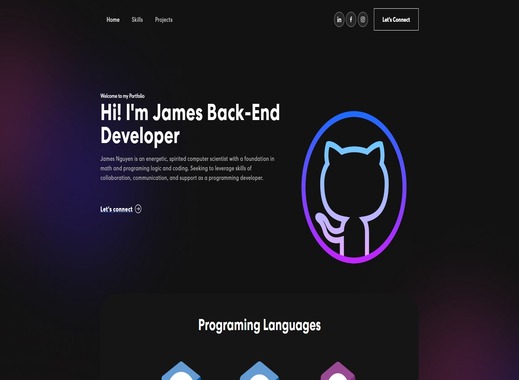 Home Skills Projects
Let's Connect
Welcome to my Portfolio
Hi! I'm James Back-End
Developer
James Nguyen is an energetic, spirited computer scientist with a foundation in
math and programing logic and coding. Seeking to leverage skills of
collaboration, communication, and support as a programming developer.
Let's connect
Programing Languages